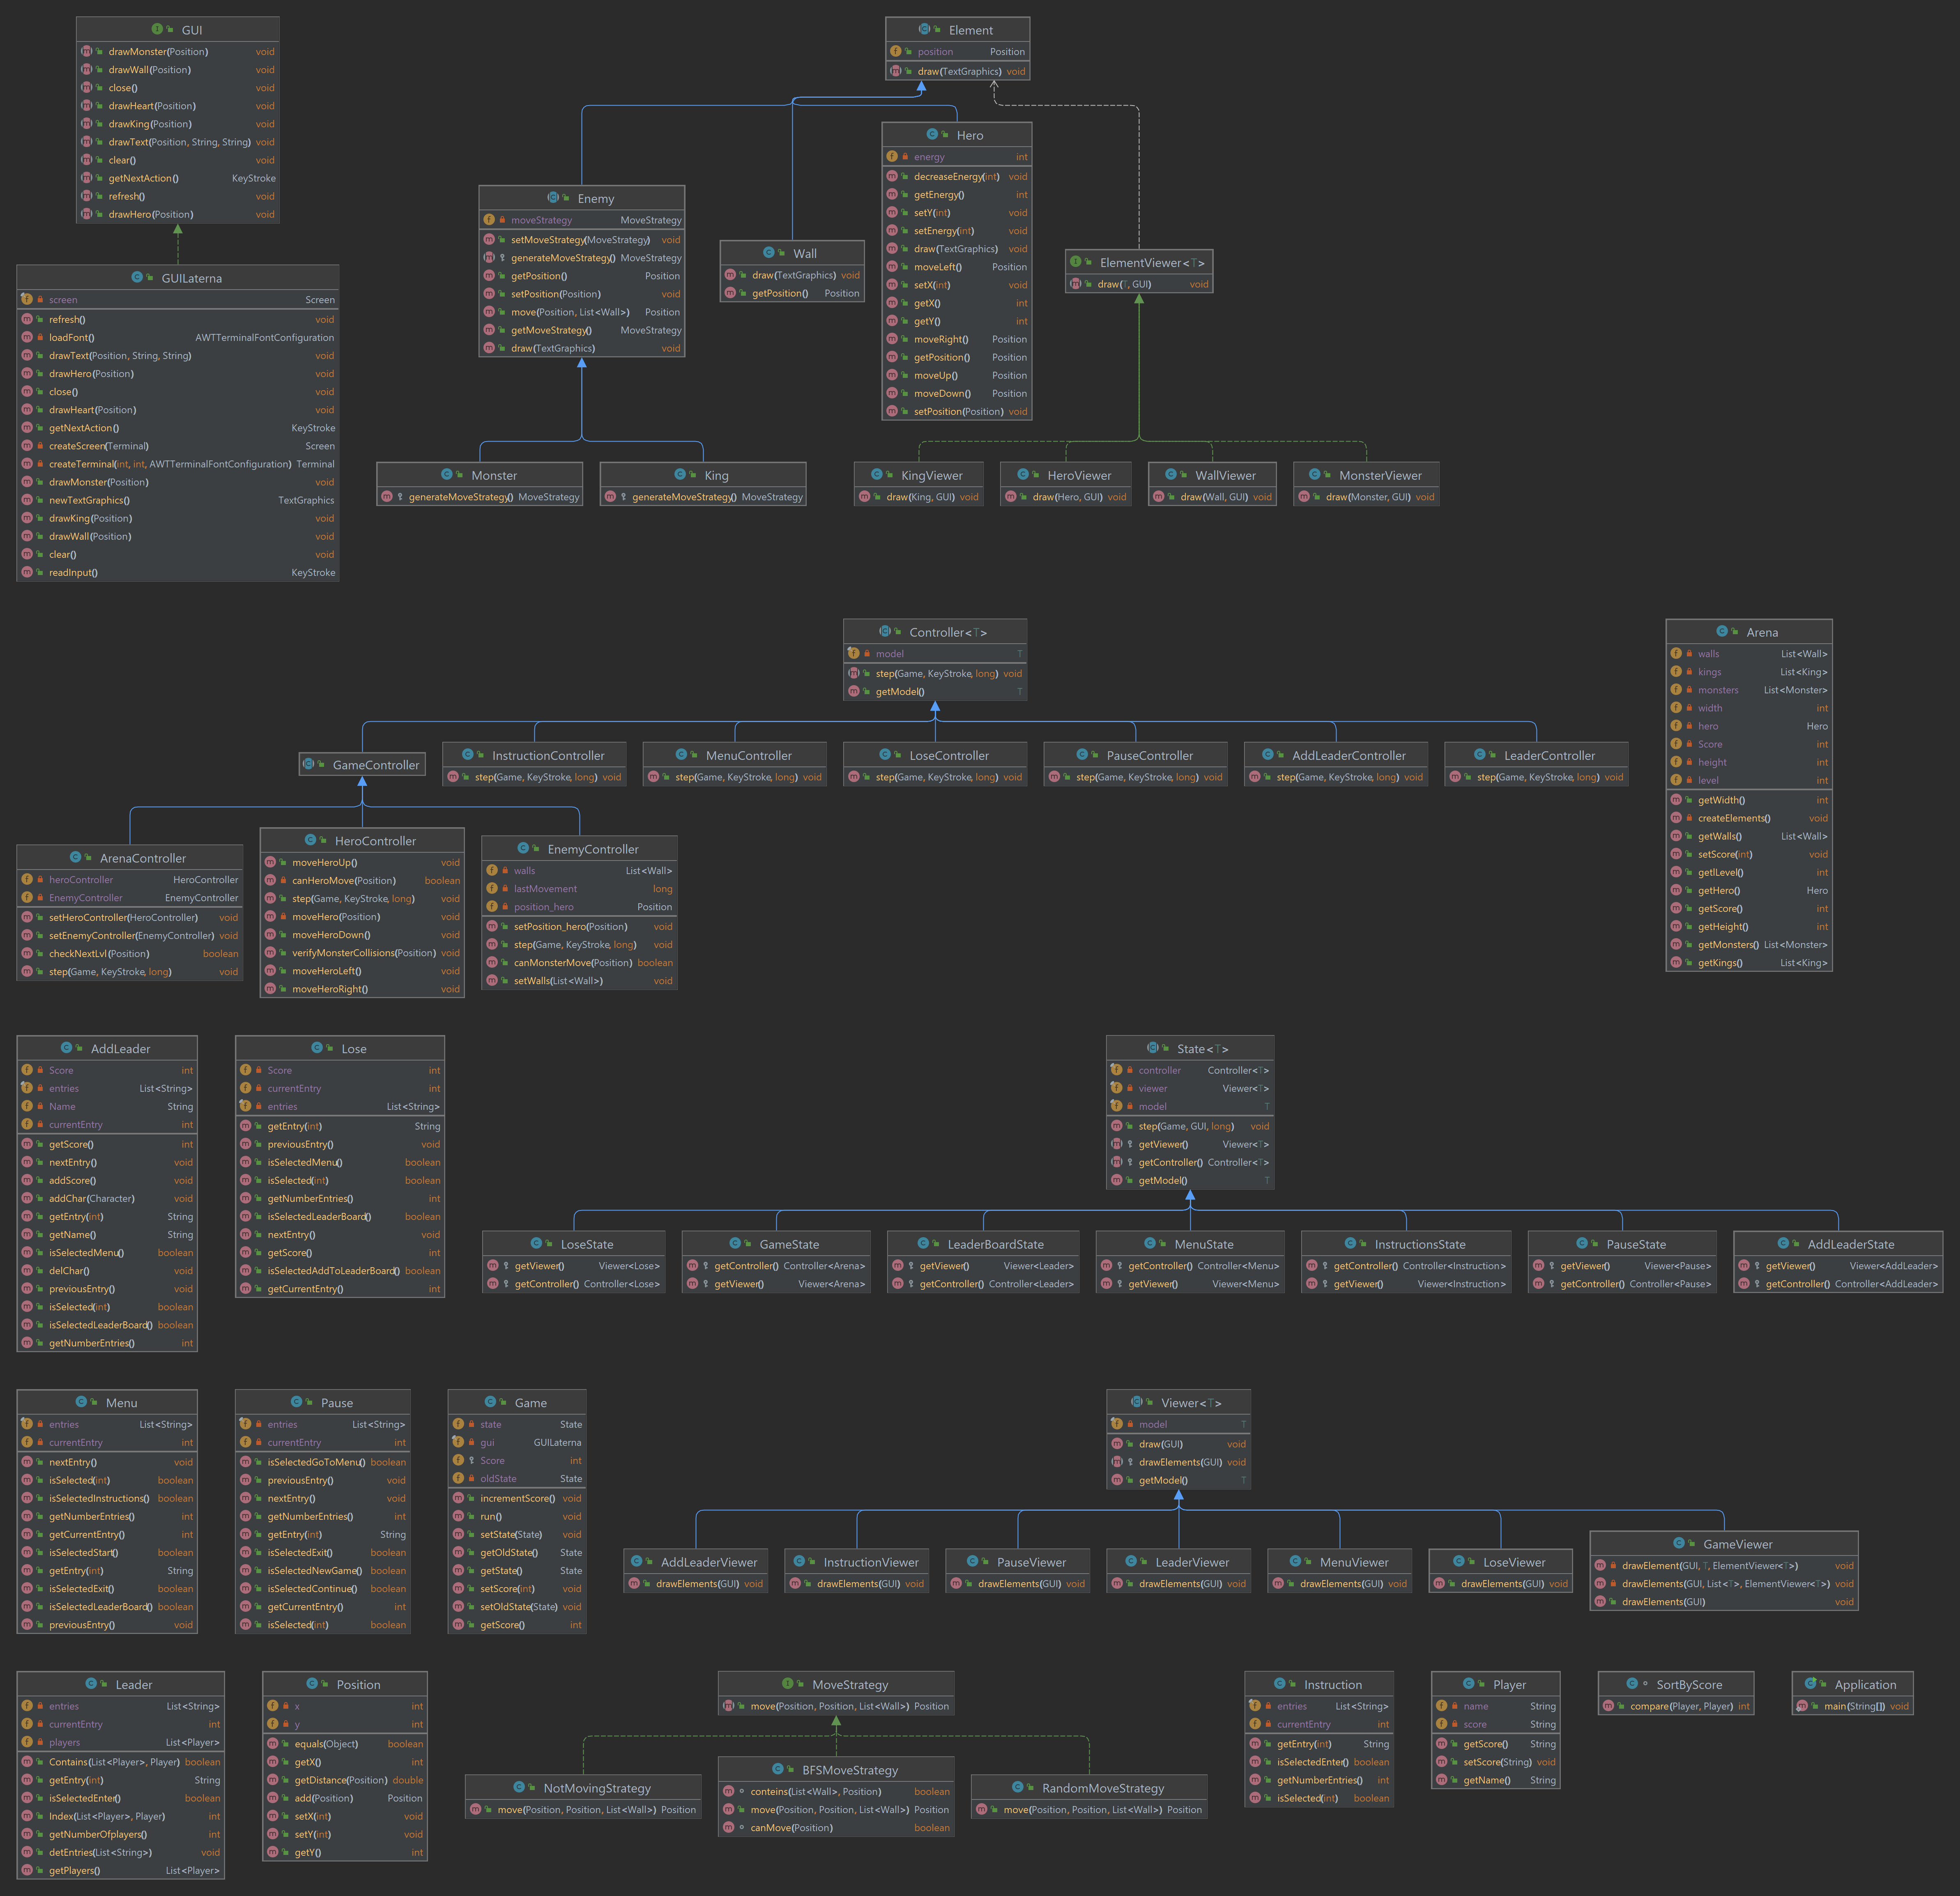 GUI
drawMonster(Position) void
drawWall(Position) void
close() void
drawHeart(Position) void
drawKing(Position) void
drawText(Position, String, String) void
clear() void
getNextAction() KeyStroke
refresh() void
drawHero(Position) void
GUILaterna
screen Screen
refresh() void
loadFont() AWTTerminalFontConfiguration
drawText(Position, String, String) void
drawHero(Position) void
close() void
drawHeart(Position) void
getNextAction() KeyStroke
createScreen(Terminal) Screen
createTerminal(int, int, AWTTerminalFontConfiguration) Terminal
drawMonster(Position) void
newTextGraphics() TextGraphics
drawKing(Position) void
drawWall(Position) void
clear() void
readInput() KeyStroke
Element
position Position
draw(TextGraphics) void
Enemy
moveStrategy MoveStrategy
setMoveStrategy(MoveStrategy) void
generateMoveStrategy() MoveStrategy
getPosition() Position
setPosition(Position) void
move(Position, List<Wall>) Position
getMoveStrategy() MoveStrategy
draw(TextGraphics) void
Wall
draw(TextGraphics) void
getPosition() Position
Hero
energy int
decreaseEnergy(int) void
getEnergy() int
setY(int) void
setEnergy(int) void
draw(TextGraphics) void
moveLeft() Position
setX(int) void
getX() int
getY() int
moveRight() Position
getPosition() Position
moveUp() Position
moveDown() Position
setPosition(Position) void
ElementViewer<T>
draw(T, GUI) void
Monster
generateMoveStrategy() MoveStrategy
King
generateMoveStrategy() MoveStrategy
KingViewer
draw(King, GUI) void
HeroViewer
draw(Hero, GUI) void
WallViewer
draw(Wall, GUI) void
MonsterViewer
draw(Monster, GUI) void
Controller<T>
model T
step(Game, KeyStroke, long) void
getModel() T
GameController
InstructionController
step(Game, KeyStroke, long) void
MenuController
step(Game, KeyStroke, long) void
LoseController
step(Game, KeyStroke, long) void
PauseController
step(Game, KeyStroke, long) void
AddLeaderController
step(Game, KeyStroke, long) void
LeaderController
step(Game, KeyStroke, long) void
Arena
walls List<Wall>
kings List<King>
monsters List<Monster>
width int
hero Hero
Score int
height int
level int
getWidth() int
createElements() void
getWalls() List<Wall>
setScore(int) void
getlLevel() int
getHero() Hero
getScore() int
getHeight() int
getMonsters() List<Monster>
getKings() List<King>
ArenaController
heroController HeroController
EnemyController EnemyController
setHeroController(HeroController) void
setEnemyController(EnemyController) void
checkNextLvl(Position) boolean
step(Game, KeyStroke, long) void
HeroController
moveHeroUp() void
canHeroMove(Position) boolean
step(Game, KeyStroke, long) void
moveHero(Position) void
moveHeroDown() void
verifyMonsterCollisions(Position) void
moveHeroLeft() void
moveHeroRight() void
EnemyController
walls List<Wall>
lastMovement long
position_hero Position
setPosition_hero(Position) void
step(Game, KeyStroke, long) void
canMonsterMove(Position) boolean
setWalls(List<Wall>) void
AddLeader
Score int
entries List<String>
Name String
currentEntry int
getScore() int
nextEntry() void
addScore() void
addChar(Character) void
getEntry(int) String
getName() String
isSelectedMenu() boolean
delChar() void
previousEntry() void
isSelected(int) boolean
isSelectedLeaderBoard() boolean
getNumberEntries() int
Lose
Score int
currentEntry int
entries List<String>
getEntry(int) String
previousEntry() void
isSelectedMenu() boolean
isSelected(int) boolean
getNumberEntries() int
isSelectedLeaderBoard() boolean
nextEntry() void
getScore() int
isSelectedAddToLeaderBoard() boolean
getCurrentEntry() int
State<T>
controller Controller<T>
viewer Viewer<T>
model T
step(Game, GUI, long) void
getViewer() Viewer<T>
getController() Controller<T>
getModel() T
LoseState
getViewer() Viewer<Lose>
getController() Controller<Lose>
GameState
getController() Controller<Arena>
getViewer() Viewer<Arena>
LeaderBoardState
getViewer() Viewer<Leader>
getController() Controller<Leader>
MenuState
getController() Controller<Menu>
getViewer() Viewer<Menu>
InstructionsState
getController() Controller<Instruction>
getViewer() Viewer<Instruction>
PauseState
getViewer() Viewer<Pause>
getController() Controller<Pause>
AddLeaderState
getViewer() Viewer<AddLeader>
getController() Controller<AddLeader>
Menu
entries List<String>
currentEntry int
nextEntry() void
isSelected(int) boolean
isSelectedInstructions() boolean
getNumberEntries() int
getCurrentEntry() int
isSelectedStart() boolean
getEntry(int) String
isSelectedExit() boolean
isSelectedLeaderBoard() boolean
previousEntry() void
Pause
entries List<String>
currentEntry int
isSelectedGoToMenu() boolean
previousEntry() void
nextEntry() void
getNumberEntries() int
getEntry(int) String
isSelectedExit() boolean
isSelectedNewGame() boolean
isSelectedContinue() boolean
getCurrentEntry() int
isSelected(int) boolean
Game
state State
gui GUILaterna
Score int
oldState State
incrementScore() void
run() void
setState(State) void
getOldState() State
getState() State
setScore(int) void
setOldState(State) void
getScore() int
Viewer<T>
model T
draw(GUI) void
drawElements(GUI) void
getModel() T
AddLeaderViewer
drawElements(GUI) void
InstructionViewer
drawElements(GUI) void
PauseViewer
drawElements(GUI) void
LeaderViewer
drawElements(GUI) void
MenuViewer
drawElements(GUI) void
LoseViewer
drawElements(GUI) void
GameViewer
drawElement(GUI, T, ElementViewer<T>) void
drawElements(GUI, List<T>, ElementViewer<T>) void
drawElements(GUI) void
Leader
entries List<String>
currentEntry int
players List<Player>
Contains(List<Player>, Player) boolean
getEntry(int) String
isSelectedEnter() boolean
Index(List<Player>, Player) int
getNumberOfplayers() int
detEntries(List<String>) void
getPlayers() List<Player>
Position
x int
y int
equals(Object) boolean
getX() int
getDistance(Position) double
add(Position) Position
setX(int) void
setY(int) void
getY() int
MoveStrategy
move(Position, Position, List<Wall>) Position
NotMovingStrategy
move(Position, Position, List<Wall>) Position
BFSMoveStrategy
conteins(List<Wall>, Position) boolean
move(Position, Position, List<Wall>) Position
canMove(Position) boolean
RandomMoveStrategy
move(Position, Position, List<Wall>) Position
Instruction
entries List<String>
currentEntry int
getEntry(int) String
isSelectedEnter() boolean
getNumberEntries() int
isSelected(int) boolean
Player
name String
score String
getScore() String
setScore(String) void
getName() String
SortByScore
compare(Player, Player) int
Application
main(String[]) void